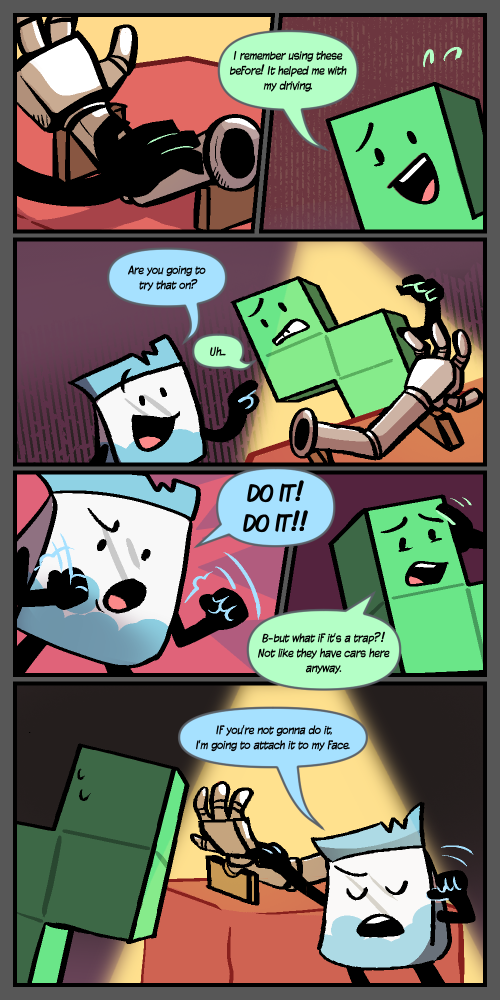 I remember using these
before! It helped me with
my driving.
Are you going to
try that on?
Uh...
DO IT!
DO IT!!
B-but what if it's a trap?!
Not like they have cars here
anyway.
If you're not gonna do it,
I'm going to attach it to my face.